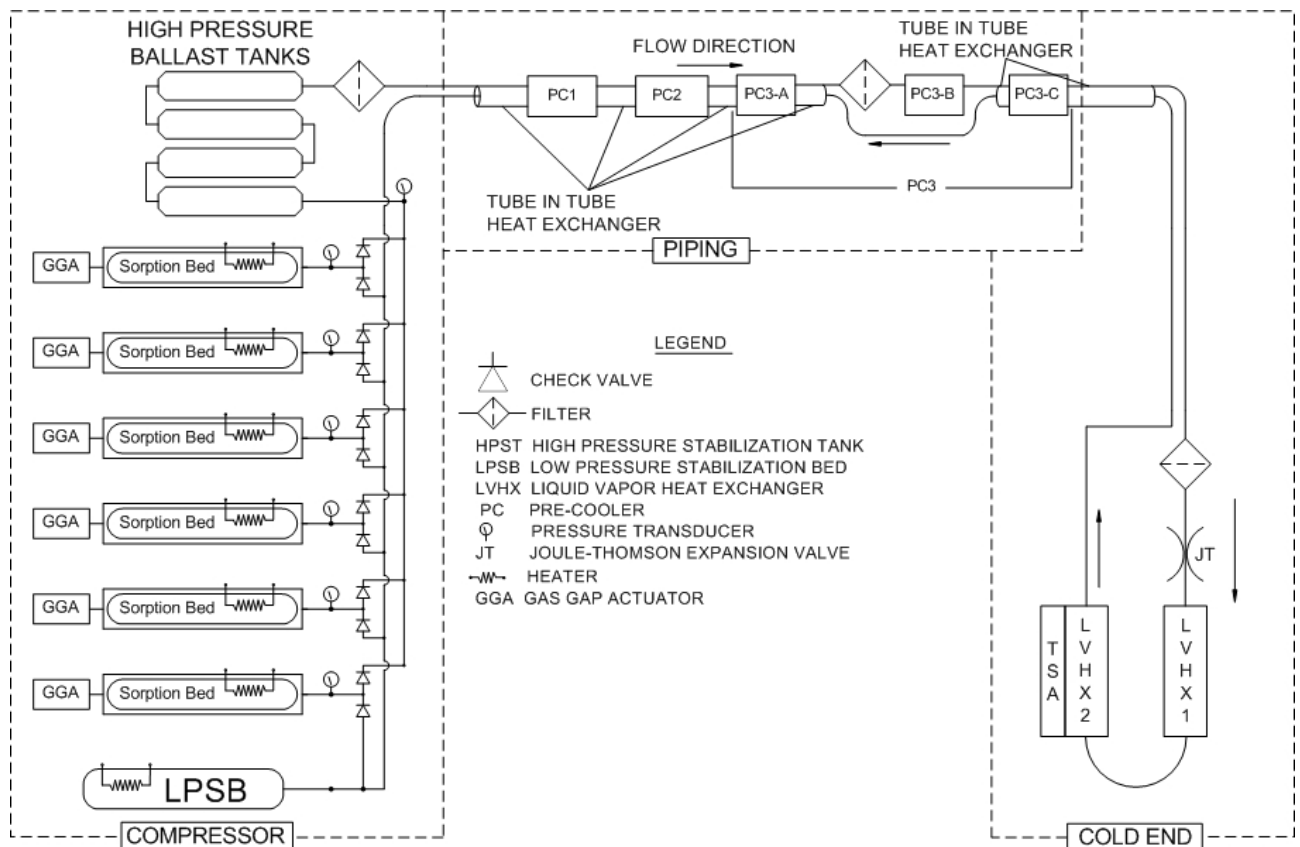 HIGH PRESSURE
BALLAST TANKS
FLOW DIRECTION
TUBE IN TUBE
HEAT EXCHANGER
PC1
PC2
PC3-A
PC3-B
PC3-C
PC3
TUBE IN TUBE
HEAT EXCHANGER
PIPING
GGA
Sorption Bed
GGA
Sorption Bed
GGA
Sorption Bed
GGA
Sorption Bed
GGA
Sorption Bed
GGA
Sorption Bed
LPSB
COMPRESSOR
LEGEND
CHECK VALVE
FILTER
HPST HIGH PRESSURE STABILIZATION TANK
LPSB LOW PRESSURE STABILIZATION BED
LVHX LIQUID VAPOR HEAT EXCHANGER
PC PRE-COOLER
PRESSURE TRANSDUCER
JT JOULE-THOMSON EXPANSION VALVE
HEATER
GGA GAS GAP ACTUATOR
JT
TSA
LVHX2
LVHX1
COLD END